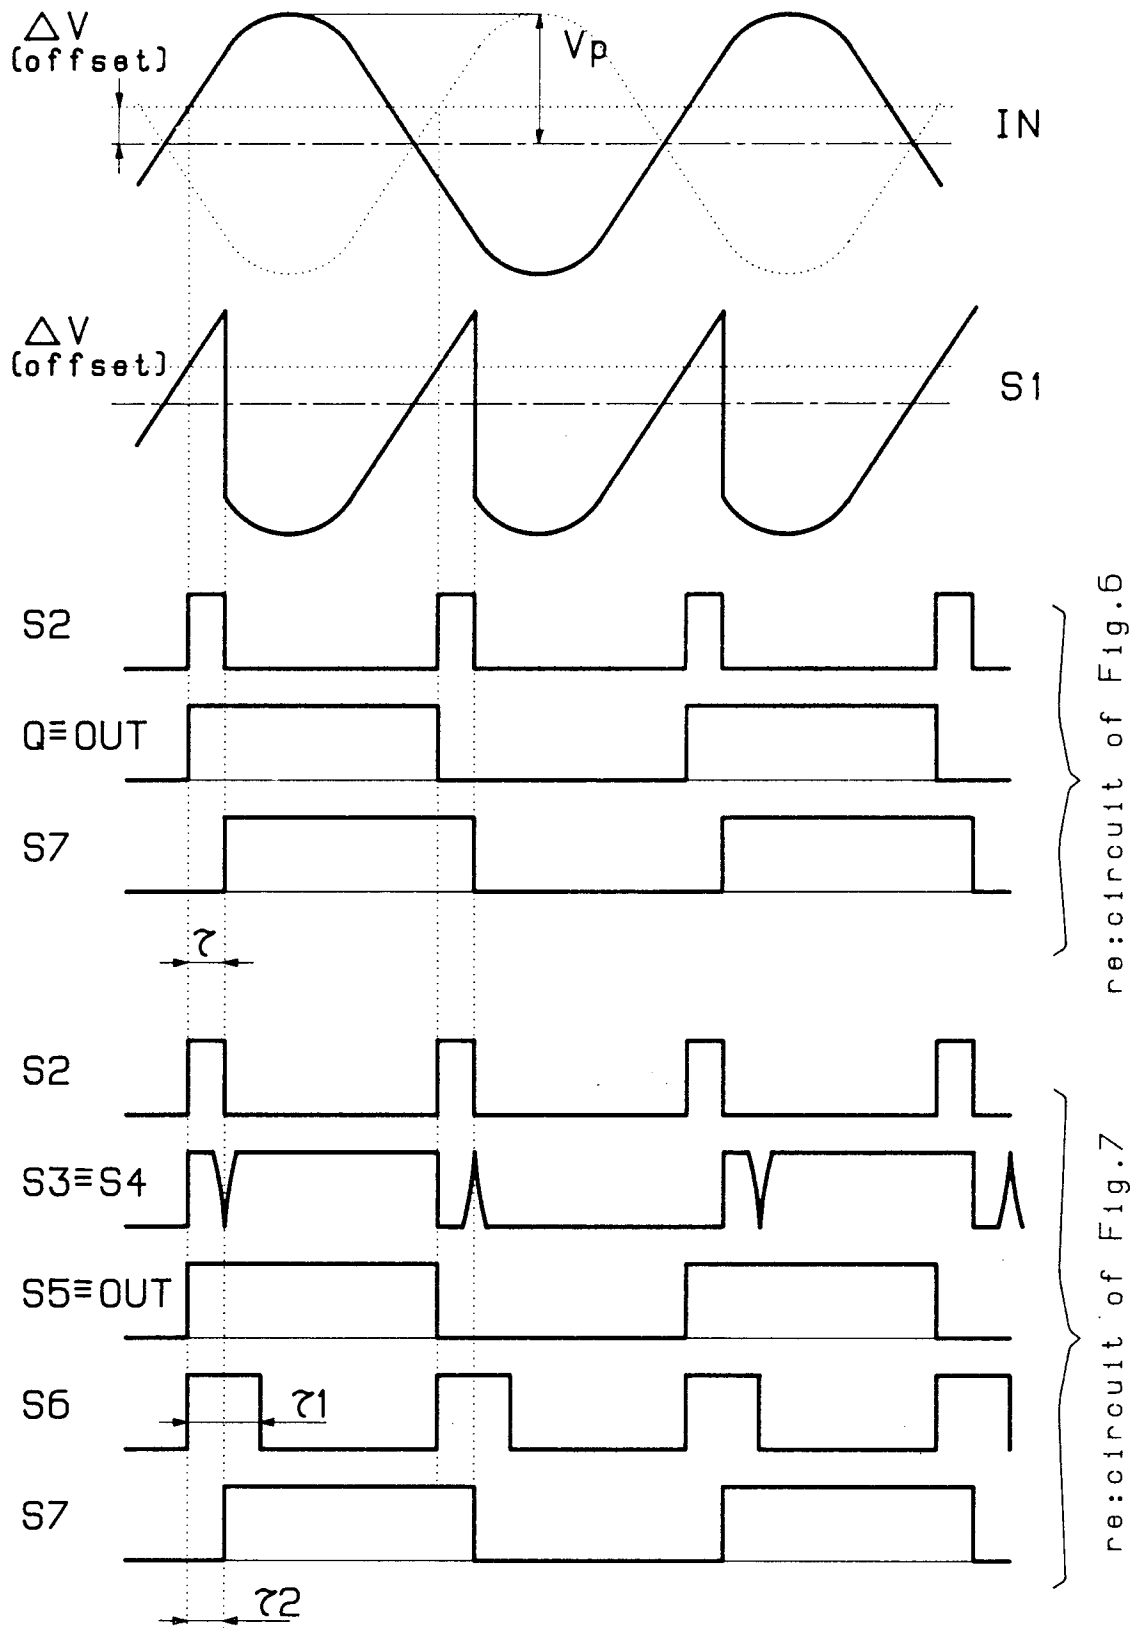 ΔV
(offset)
Vp
IN
ΔV
(offset)
S1
S2
Q≡OUT
S7
τ
re:circuit of Fig.6
S2
S3≡S4
S5≡OUT
S6
τ1
S7
τ2
re:circuit of Fig.7